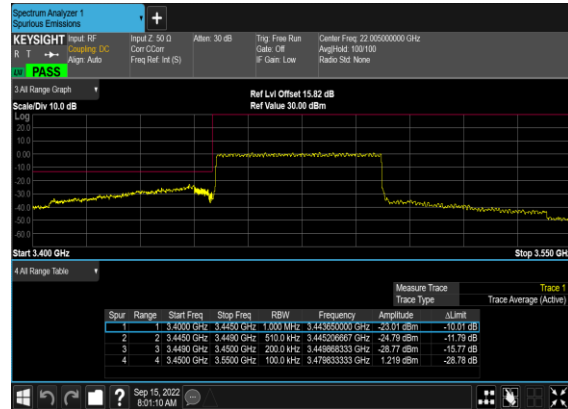 Spectrum Analyzer 1
Spurious Emissions
+
KEYSIGHT Input: RF Input Z: 50 Ω Atten: 30 dB Trig: Free Run Center Freq: 22.005000000 GHz
R T Coupling: DC Corr CCorr Gate: Off Avg|Hold: 100/100
Align: Auto Freq Ref: Int (S) IF Gain: Low Radio Std: None
PASS
3 All Range Graph
Ref Lvl Offset 15.82 dB
Scale/Div 10.0 dB Ref Value 30.00 dBm
Log
20.0
10.0
0.00
-10.0
-20.0
-30.0
-40.0
-50.0
-60.0
Start 3.400 GHz Stop 3.550 GHz
4 All Range Table
Measure Trace Trace 1
Trace Type Trace Average (Active)
Spur Range Start Freq Stop Freq RBW Frequency Amplitude ΔLimit
1 1 3.4000 GHz 3.4450 GHz 1.000 MHz 3.443650000 GHz -23.01 dBm -10.01 dB
2 2 3.4450 GHz 3.4490 GHz 510.0 kHz 3.445206667 GHz -24.79 dBm -11.79 dB
3 3 3.4490 GHz 3.4500 GHz 200.0 kHz 3.449868333 GHz -28.77 dBm -15.77 dB
4 4 3.4500 GHz 3.5500 GHz 100.0 kHz 3.479833333 GHz 1.219 dBm -28.78 dB
? Sep 15, 2022
8:01:10 AM